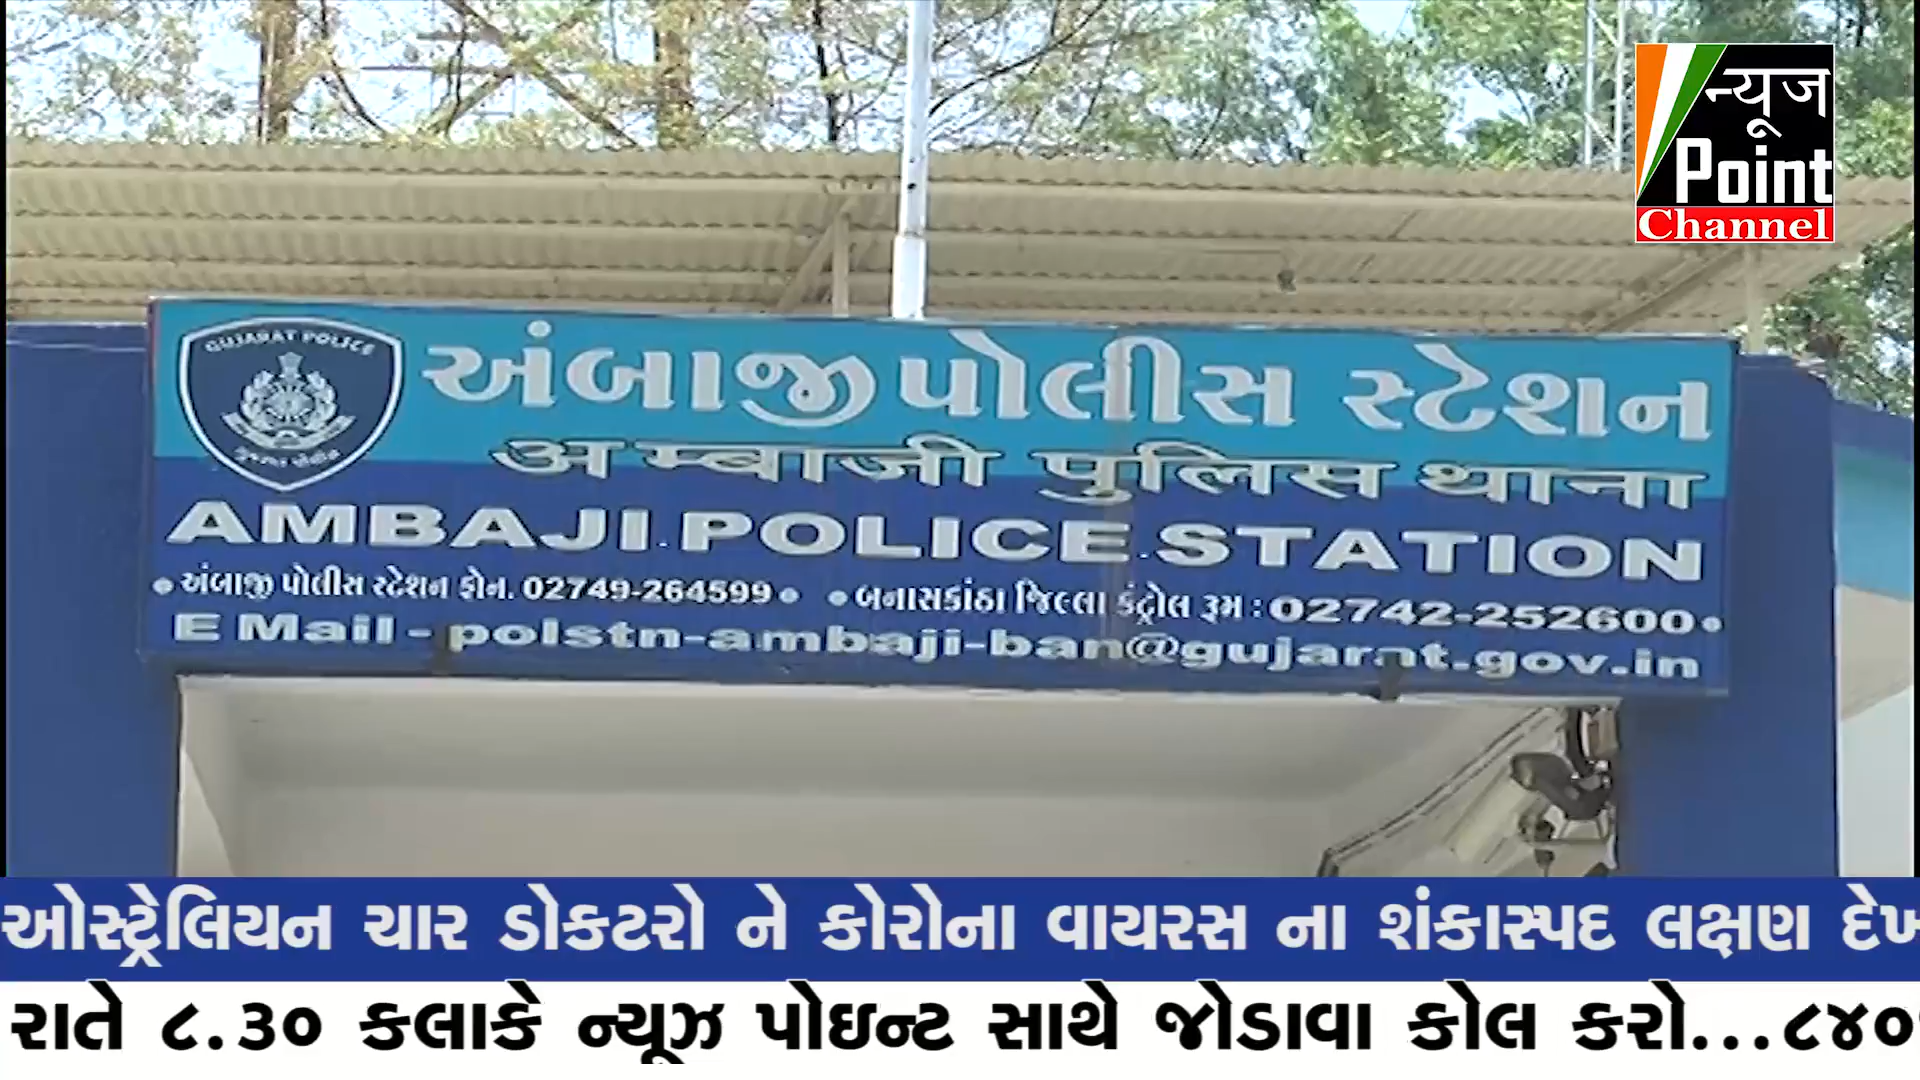 न्यूज
Point
Channel
GUJARAT POLICE
અંબાજી પોલીસ સ્ટેશન
अम्बाजी पुलिस थाना
AMBAJI POLICE STATION
અંબાજી પોલીસ સ્ટેશન ફોન. 02749-264599 • • બનાસકાંઠા જિલ્લા કંટ્રોલ રૂમ : 02742-252600 •
E Mail - polstn-ambaji-ban@gujarat.gov.in
ઓસ્ટ્રેલિયન ચાર ડોકટરો ને કોરોના વાયરસ ના શંકાસ્પદ લક્ષણ
રાતે ૮.૩૦ કલાકે ન્યૂઝ પોઇન્ટ સાથે જોડાવા કોલ કરો...૮૪૦